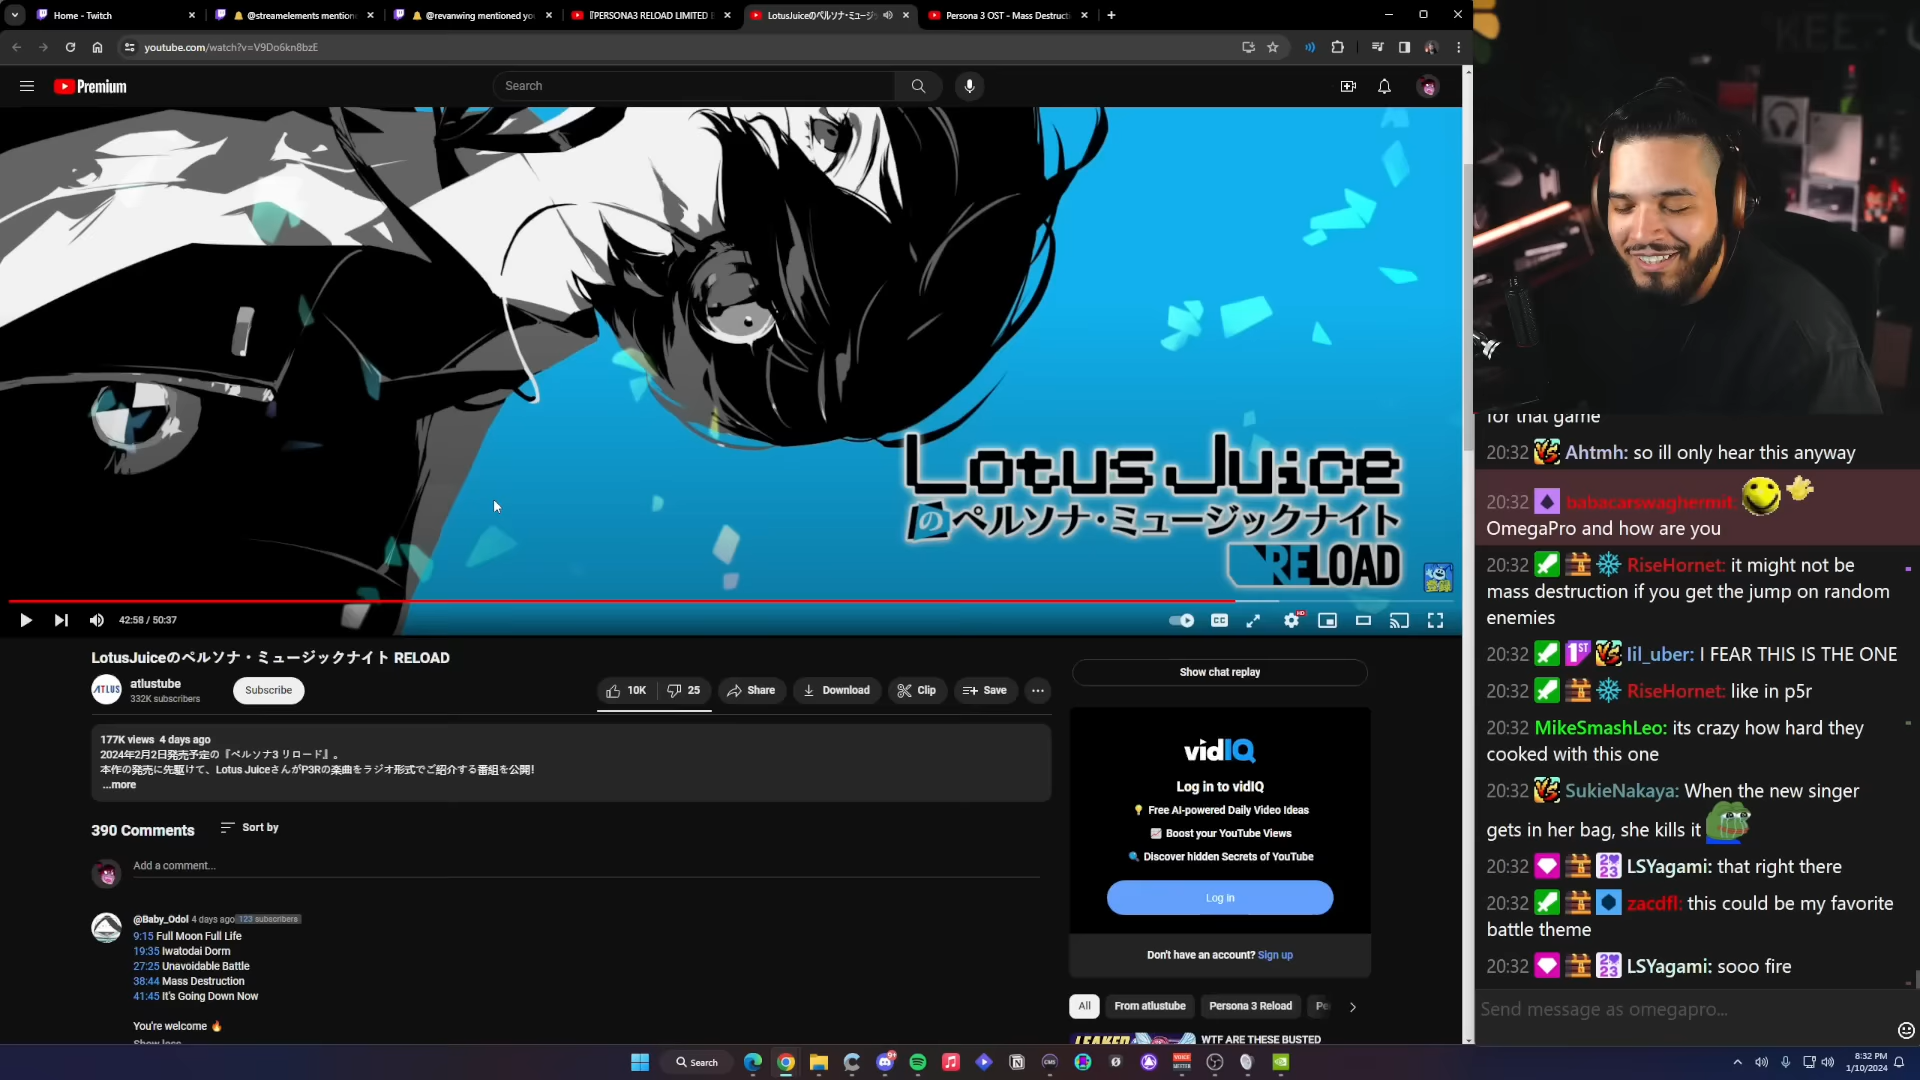 Home - Twitch
@streamelements mention
@revanwing mentioned yo
『PERSONA3 RELOAD LIMITED
LotusJuiceのペルソナ・ミュージ
Persona 3 OST - Mass Destruct
youtube.com/watch?v=V9Do6kn8bzE
Premium
Search
Lotus Juice
のペルソナ・ミュージックナイト
RELOAD
42:58 / 50:37
CC
HD
LotusJuiceのペルソナ・ミュージックナイト RELOAD
ATLUS
atlustube
332K subscribers
Subscribe
10K
25
Share
Download
Clip
Save
177K views 4 days ago
2024年2月2日発売予定の『ペルソナ3 リロード』。
本作の発売に先駆けて、Lotus JuiceさんがP3Rの楽曲をラジオ形式でご紹介する番組を公開!
...more
390 Comments
Sort by
Add a comment...
@Baby_Odol 4 days ago 123 subscribers
9:15 Full Moon Full Life
19:35 Iwatodai Dorm
27:25 Unavoidable Battle
38:44 Mass Destruction
41:45 It's Going Down Now
You're welcome
Show less
Show chat replay
vidIQ
Log in to vidIQ
Free AI-powered Daily Video Ideas
Boost your YouTube Views
Discover hidden Secrets of YouTube
Log in
Don't have an account? Sign up
All
From atlustube
Persona 3 Reload
Pe
LEAKED
WTF ARE THESE BUSTED
KEEP
for that game
20:32 Ahtmh: so ill only hear this anyway
20:32 babacarswaghermit:
OmegaPro and how are you
20:32 RiseHornet: it might not be
mass destruction if you get the jump on random
enemies
20:32 1ST lil_uber: I FEAR THIS IS THE ONE
20:32 RiseHornet: like in p5r
20:32 MikeSmashLeo: its crazy how hard they
cooked with this one
20:32 SukieNakaya: When the new singer
gets in her bag, she kills it
20:32 LSYagami: that right there
20:32 zacdfl: this could be my favorite
battle theme
20:32 LSYagami: sooo fire
Send message as omegapro...
Search
8:32 PM
1/10/2024